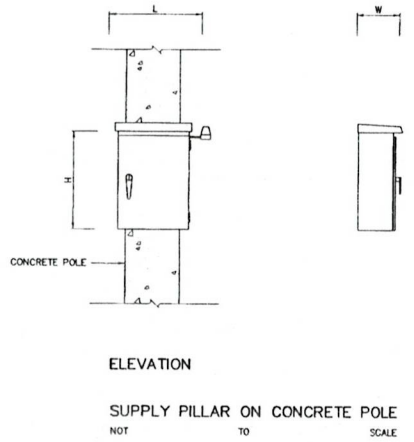 L
W
H
CONCRETE POLE
ELEVATION
SUPPLY PILLAR ON CONCRETE POLE
NOT TO SCALE